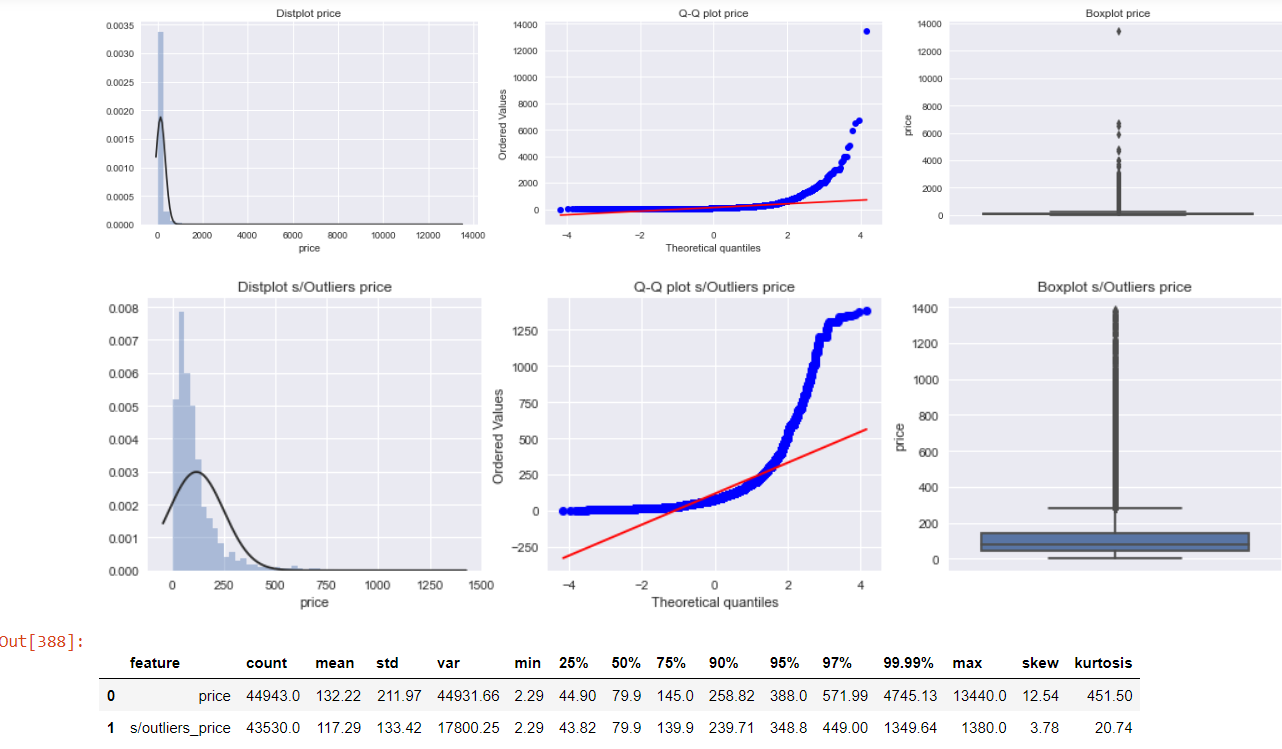 Distplot price
Q-Q plot price
Boxplot price
0.0035
0.0030
0.0025
0.0020
0.0015
0.0010
0.0005
0.0000
0 2000 4000 6000 8000 10000 12000 14000
price
Ordered Values
14000
12000
10000
8000
6000
4000
2000
0
−4 −2 0 2 4
Theoretical quantiles
price
14000
12000
10000
8000
6000
4000
2000
0
Distplot s/Outliers price
Q-Q plot s/Outliers price
Boxplot s/Outliers price
0.008
0.007
0.006
0.005
0.004
0.003
0.002
0.001
0.000
0 250 500 750 1000 1250 1500
price
Ordered Values
1250
1000
750
500
250
0
−250
−4 −2 0 2 4
Theoretical quantiles
price
1400
1200
1000
800
600
400
200
0
Out[388]:
feature count mean std var min 25% 50% 75% 90% 95% 97% 99.99% max skew kurtosis
0 price 44943.0 132.22 211.97 44931.66 2.29 44.90 79.9 145.0 258.82 388.0 571.99 4745.13 13440.0 12.54 451.50
1 s/outliers_price 43530.0 117.29 133.42 17800.25 2.29 43.82 79.9 139.9 239.71 348.8 449.00 1349.64 1380.0 3.78 20.74